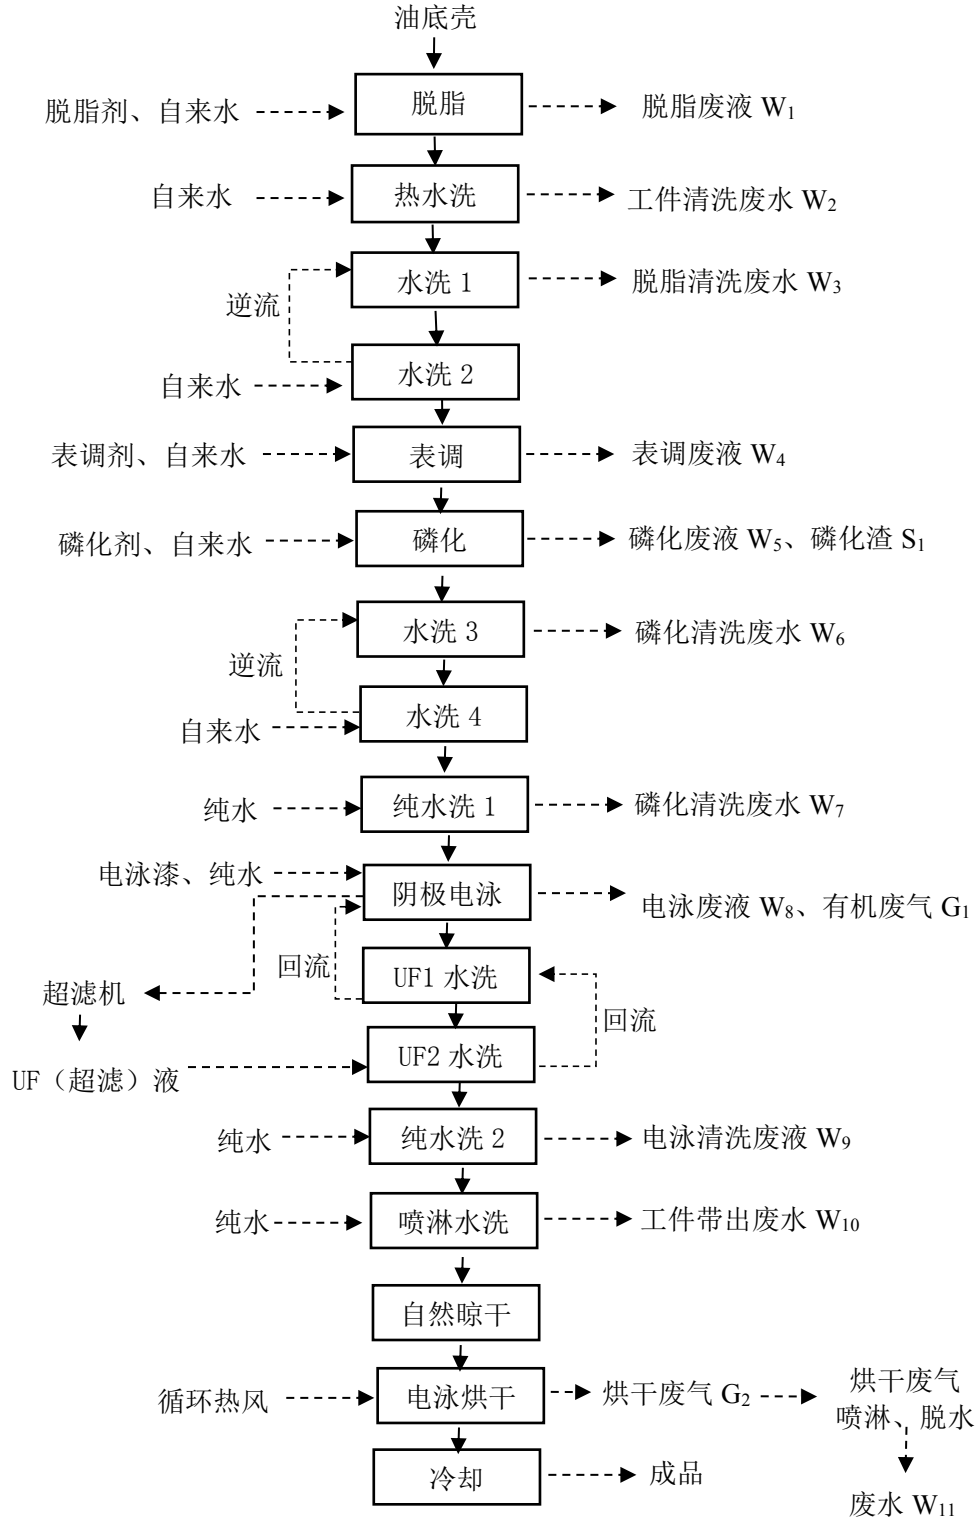 油底壳
脱脂剂、自来水
脱脂
脱脂废液 W₁
自来水
热水洗
工件清洗废水 W₂
水洗 1
脱脂清洗废水 W₃
逆流
自来水
水洗 2
表调剂、自来水
表调
表调废液 W₄
磷化剂、自来水
磷化
磷化废液 W₅、磷化渣 S₁
水洗 3
磷化清洗废水 W₆
逆流
自来水
水洗 4
纯水
纯水洗 1
磷化清洗废水 W₇
电泳漆、纯水
阴极电泳
电泳废液 W₈、有机废气 G₁
回流
UF1 水洗
超滤机
回流
UF（超滤）液
UF2 水洗
纯水
纯水洗 2
电泳清洗废液 W₉
纯水
喷淋水洗
工件带出废水 W₁₀
自然晾干
循环热风
电泳烘干
烘干废气 G₂
烘干废气
喷淋、脱水
冷却
成品
废水 W₁₁